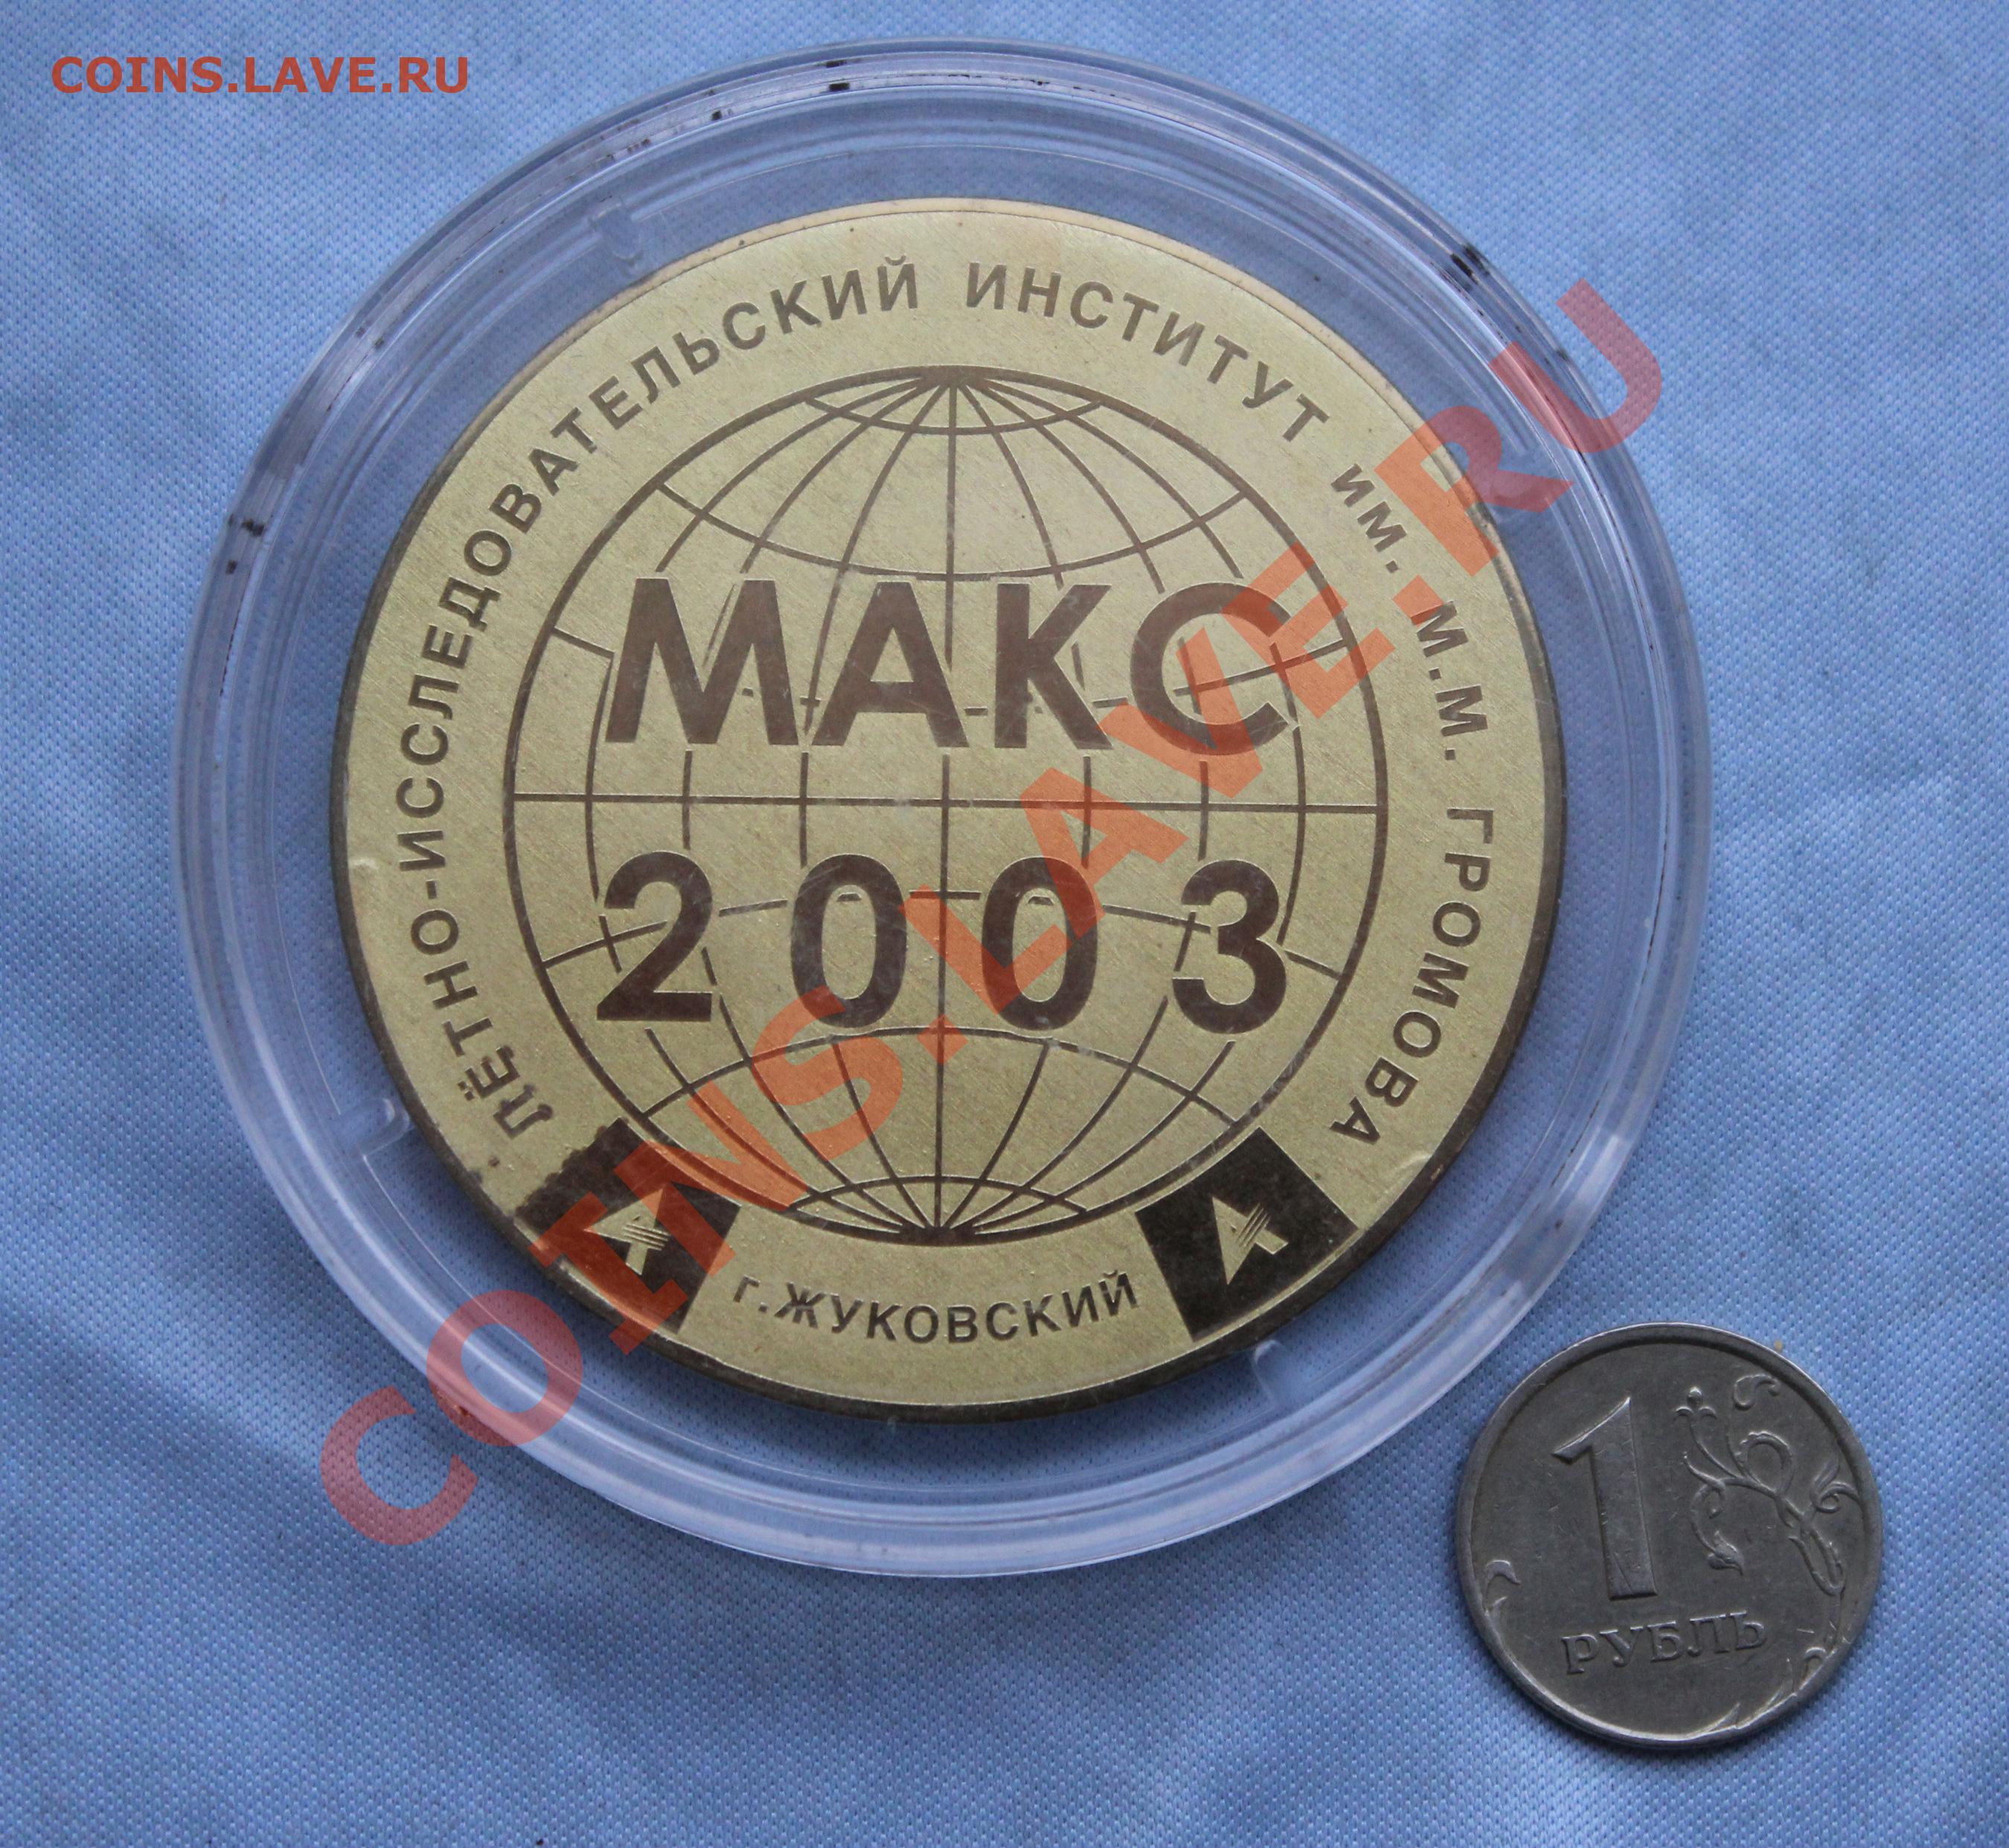 COINS.LAVE.RU
ЛЁТНО-ИССЛЕДОВАТЕЛЬСКИЙ ИНСТИТУТ им. М.М. ГРОМОВА
МАКС
2003
г.ЖУКОВСКИЙ
COINS.LAVE.RU
1
РУБЛЬ